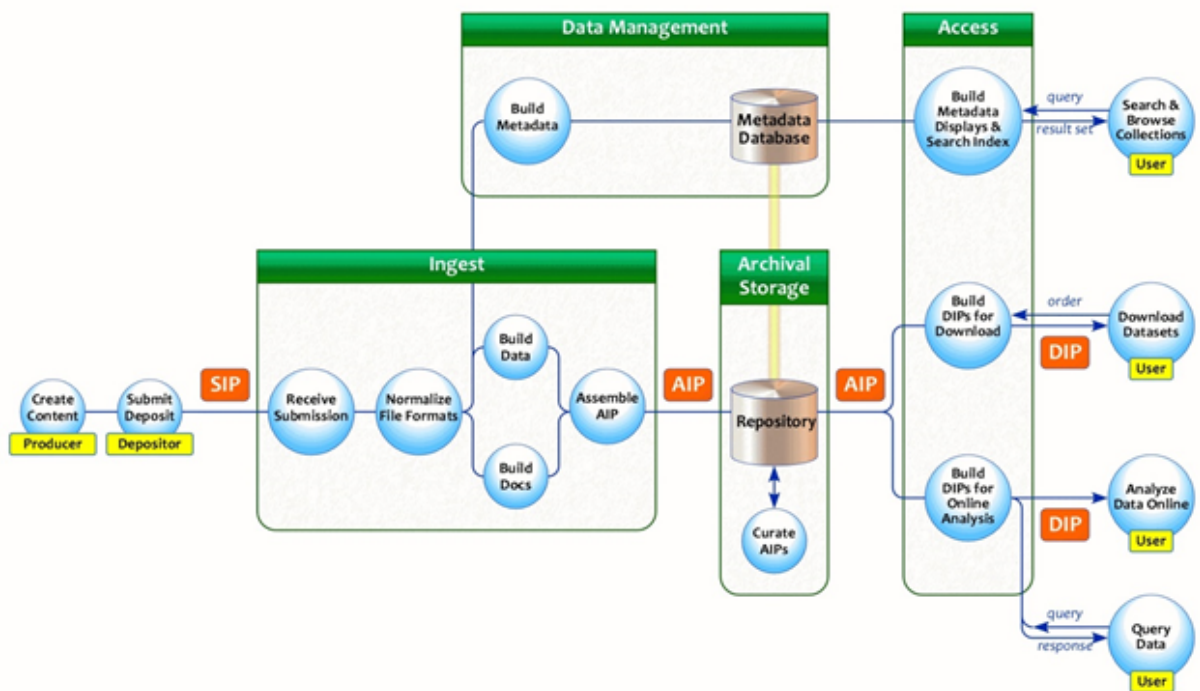 Data Management
Access
Build
Metadata
Metadata
Database
Build
Metadata
Displays &
Search Index
query
result set
Search &
Browse
Collections
User
Ingest
Archival
Storage
Build
Data
Build
DIPs for
Download
order
DIP
Download
Datasets
User
Create
Content
Producer
Submit
Deposit
Depositor
SIP
Receive
Submission
Normalize
File Formats
Assemble
AIP
AIP
Repository
AIP
Build
Docs
Curate
AIPs
Build
DIPs for
Online
Analysis
DIP
Analyze
Data Online
User
query
response
Query
Data
User